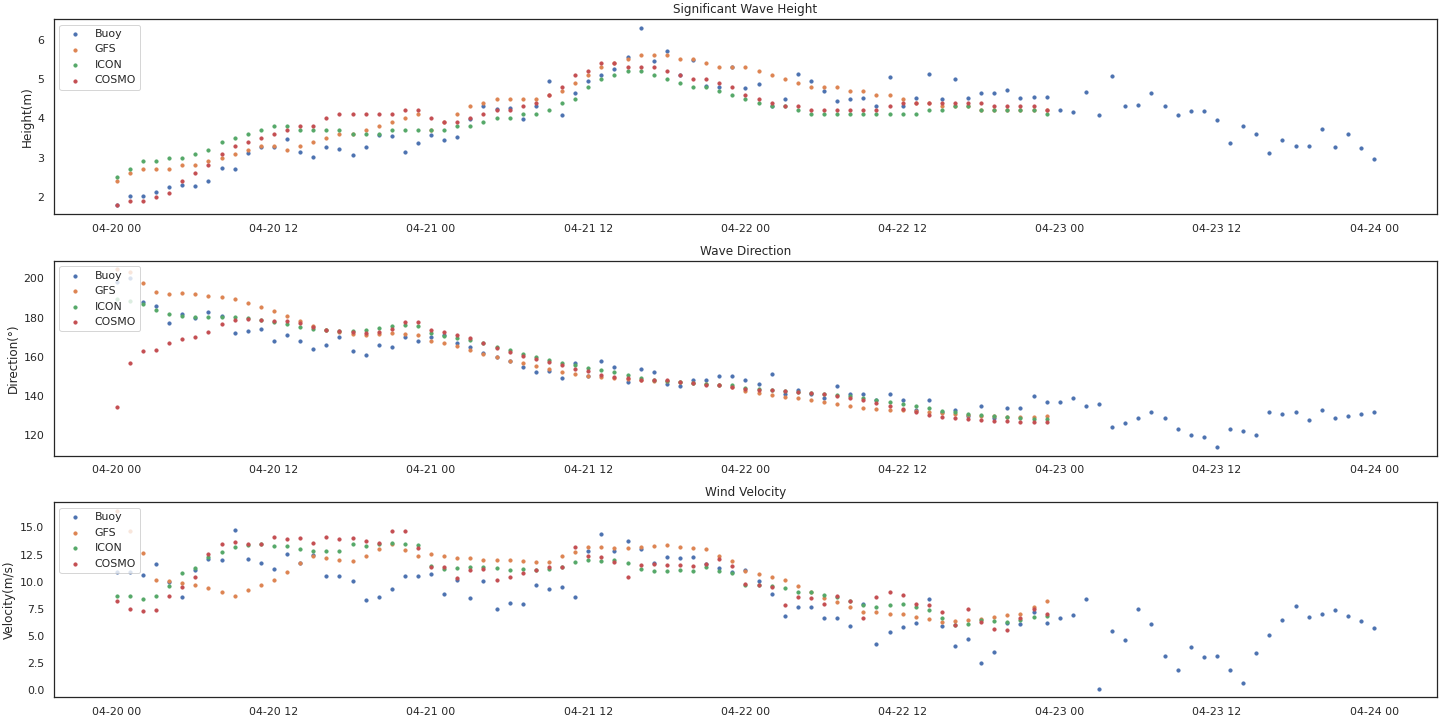 Significant Wave Height
Height(m)
6
5
4
3
2
Buoy
GFS
ICON
COSMO
04-20 00 04-20 12 04-21 00 04-21 12 04-22 00 04-22 12 04-23 00 04-23 12 04-24 00
Wave Direction
Direction(°)
200
180
160
140
120
Buoy
GFS
ICON
COSMO
04-20 00 04-20 12 04-21 00 04-21 12 04-22 00 04-22 12 04-23 00 04-23 12 04-24 00
Wind Velocity
Velocity(m/s)
15.0
12.5
10.0
7.5
5.0
2.5
0.0
Buoy
GFS
ICON
COSMO
04-20 00 04-20 12 04-21 00 04-21 12 04-22 00 04-22 12 04-23 00 04-23 12 04-24 00